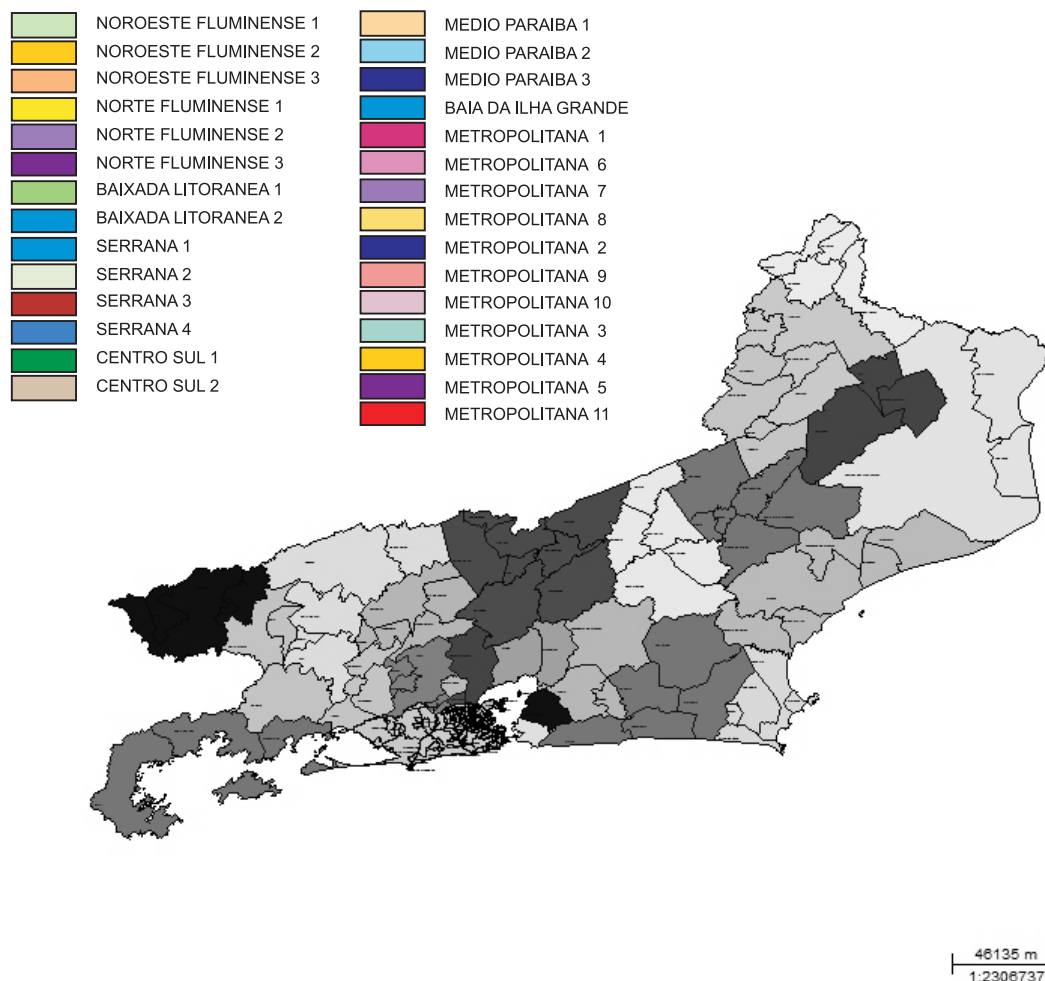 NOROESTE FLUMINENSE 1
NOROESTE FLUMINENSE 2
NOROESTE FLUMINENSE 3
NORTE FLUMINENSE 1
NORTE FLUMINENSE 2
NORTE FLUMINENSE 3
BAIXADA LITORANEA 1
BAIXADA LITORANEA 2
SERRANA 1
SERRANA 2
SERRANA 3
SERRANA 4
CENTRO SUL 1
CENTRO SUL 2
MEDIO PARAIBA 1
MEDIO PARAIBA 2
MEDIO PARAIBA 3
BAIA DA ILHA GRANDE
METROPOLITANA 1
METROPOLITANA 6
METROPOLITANA 7
METROPOLITANA 8
METROPOLITANA 2
METROPOLITANA 9
METROPOLITANA 10
METROPOLITANA 3
METROPOLITANA 4
METROPOLITANA 5
METROPOLITANA 11
46135 m
1:2306737